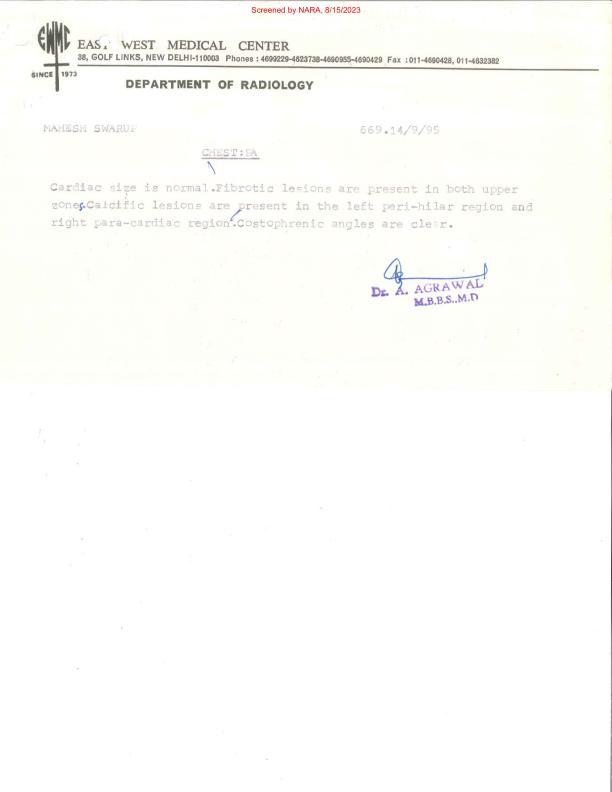 Screened by NARA, 8/15/2023
EWMC
EAST WEST MEDICAL CENTER
38, GOLF LINKS, NEW DELHI-110003 Phones : 4699229-4623738-4690955-4690429 Fax : 011-4690428, 011-4632382
SINCE 1973
DEPARTMENT OF RADIOLOGY
MAHESH SWARUP 669.14/9/95
CHEST:PA
Cardiac size is normal.Fibrotic lesions are present in both upper
zones.Calcific lesions are present in the left peri-hilar region and
right para-cardiac region.Costophrenic angles are clear.
Dr. A. AGRAWAL
M.B.B.S.,M.D